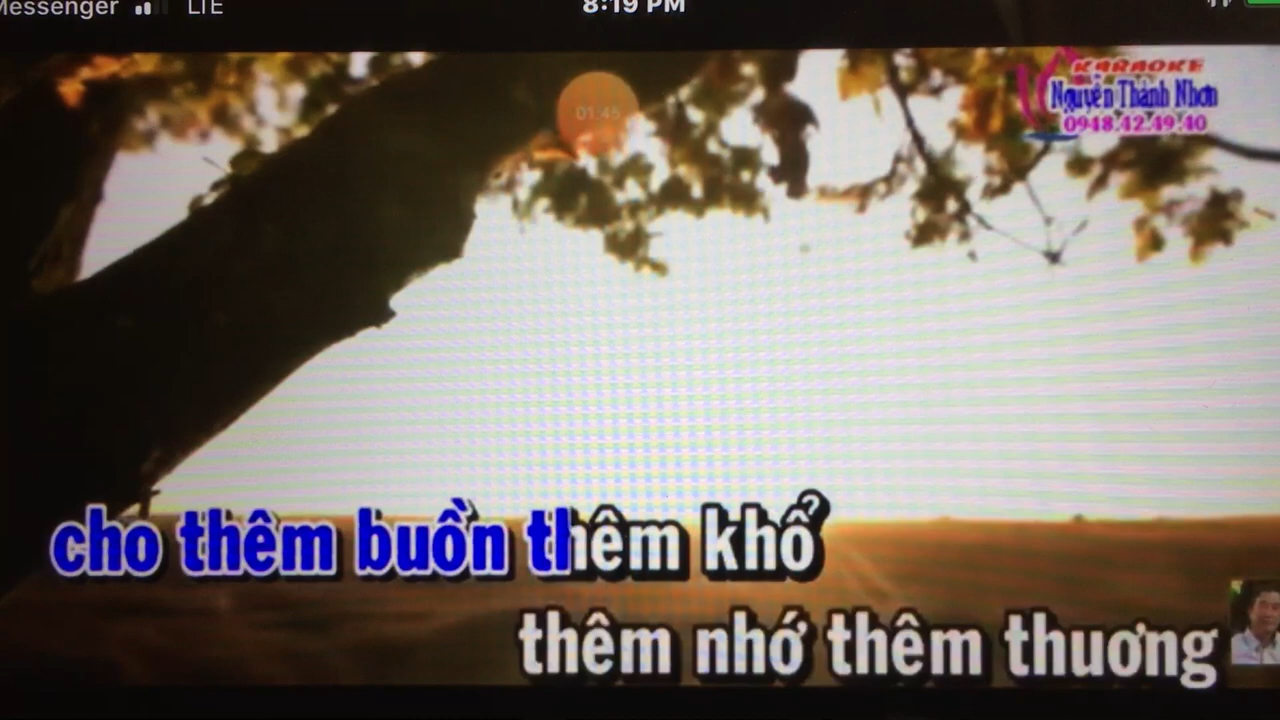 Messenger LTE 8:19 PM
01:45
KARAOKE
Nguyễn Thành Nhơn
0948.42.49.40
cho thêm buồn thêm khổ
thêm nhớ thêm thuơng